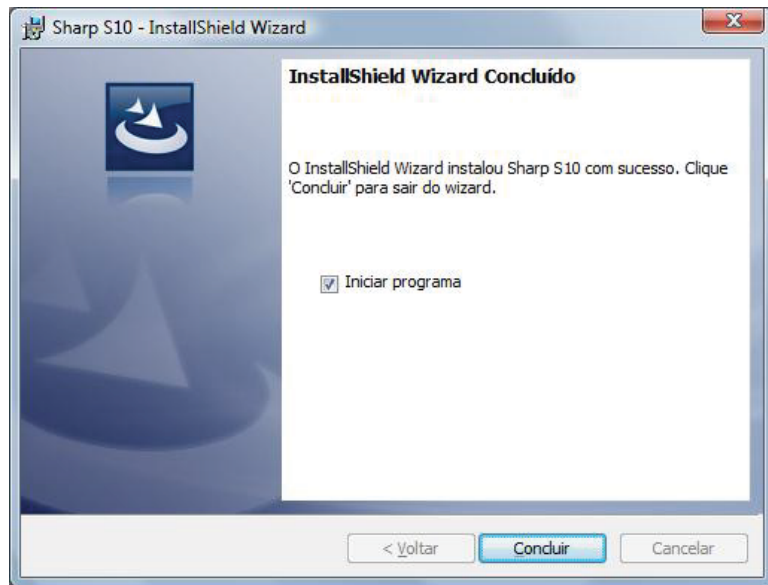 Sharp S10 - InstallShield Wizard
InstallShield Wizard Concluído
O InstallShield Wizard instalou Sharp S10 com sucesso. Clique
'Concluir' para sair do wizard.
Iniciar programa
< Voltar
Concluir
Cancelar